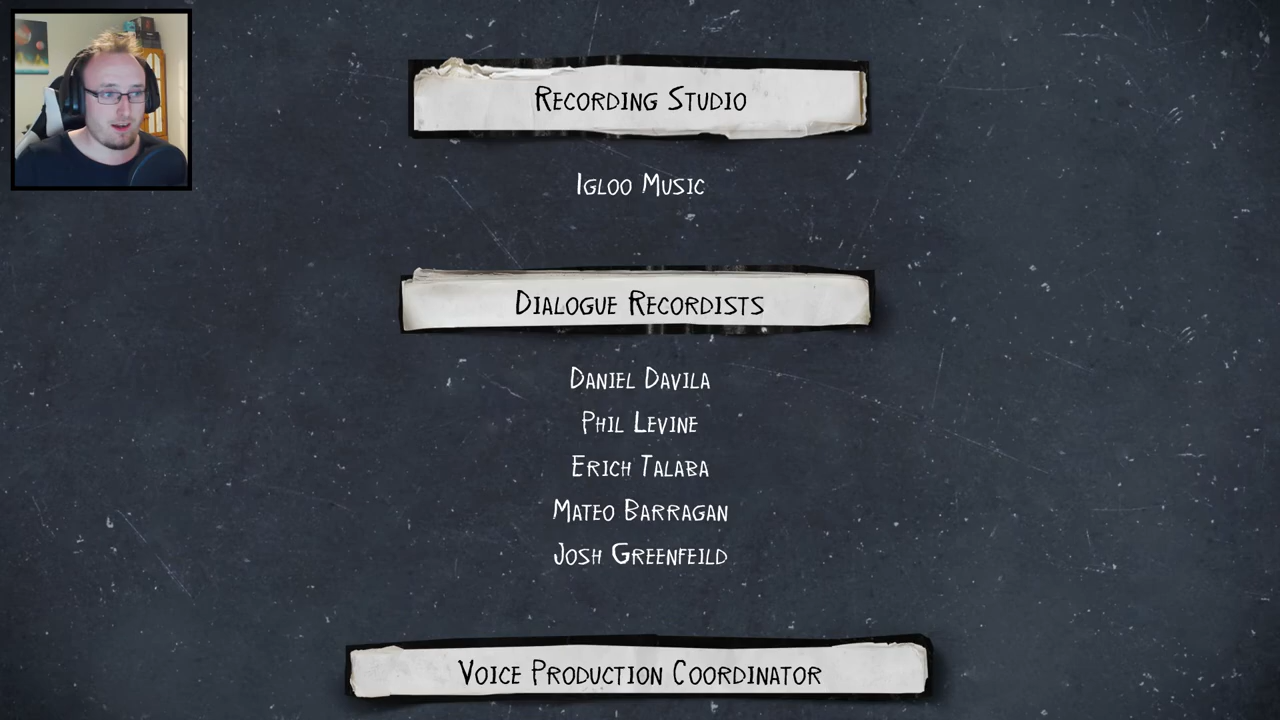 Recording Studio
Igloo Music
Dialogue Recordists
Daniel Davila
Phil Levine
Erich Talaba
Mateo Barragan
Josh Greenfeild
Voice Production Coordinator